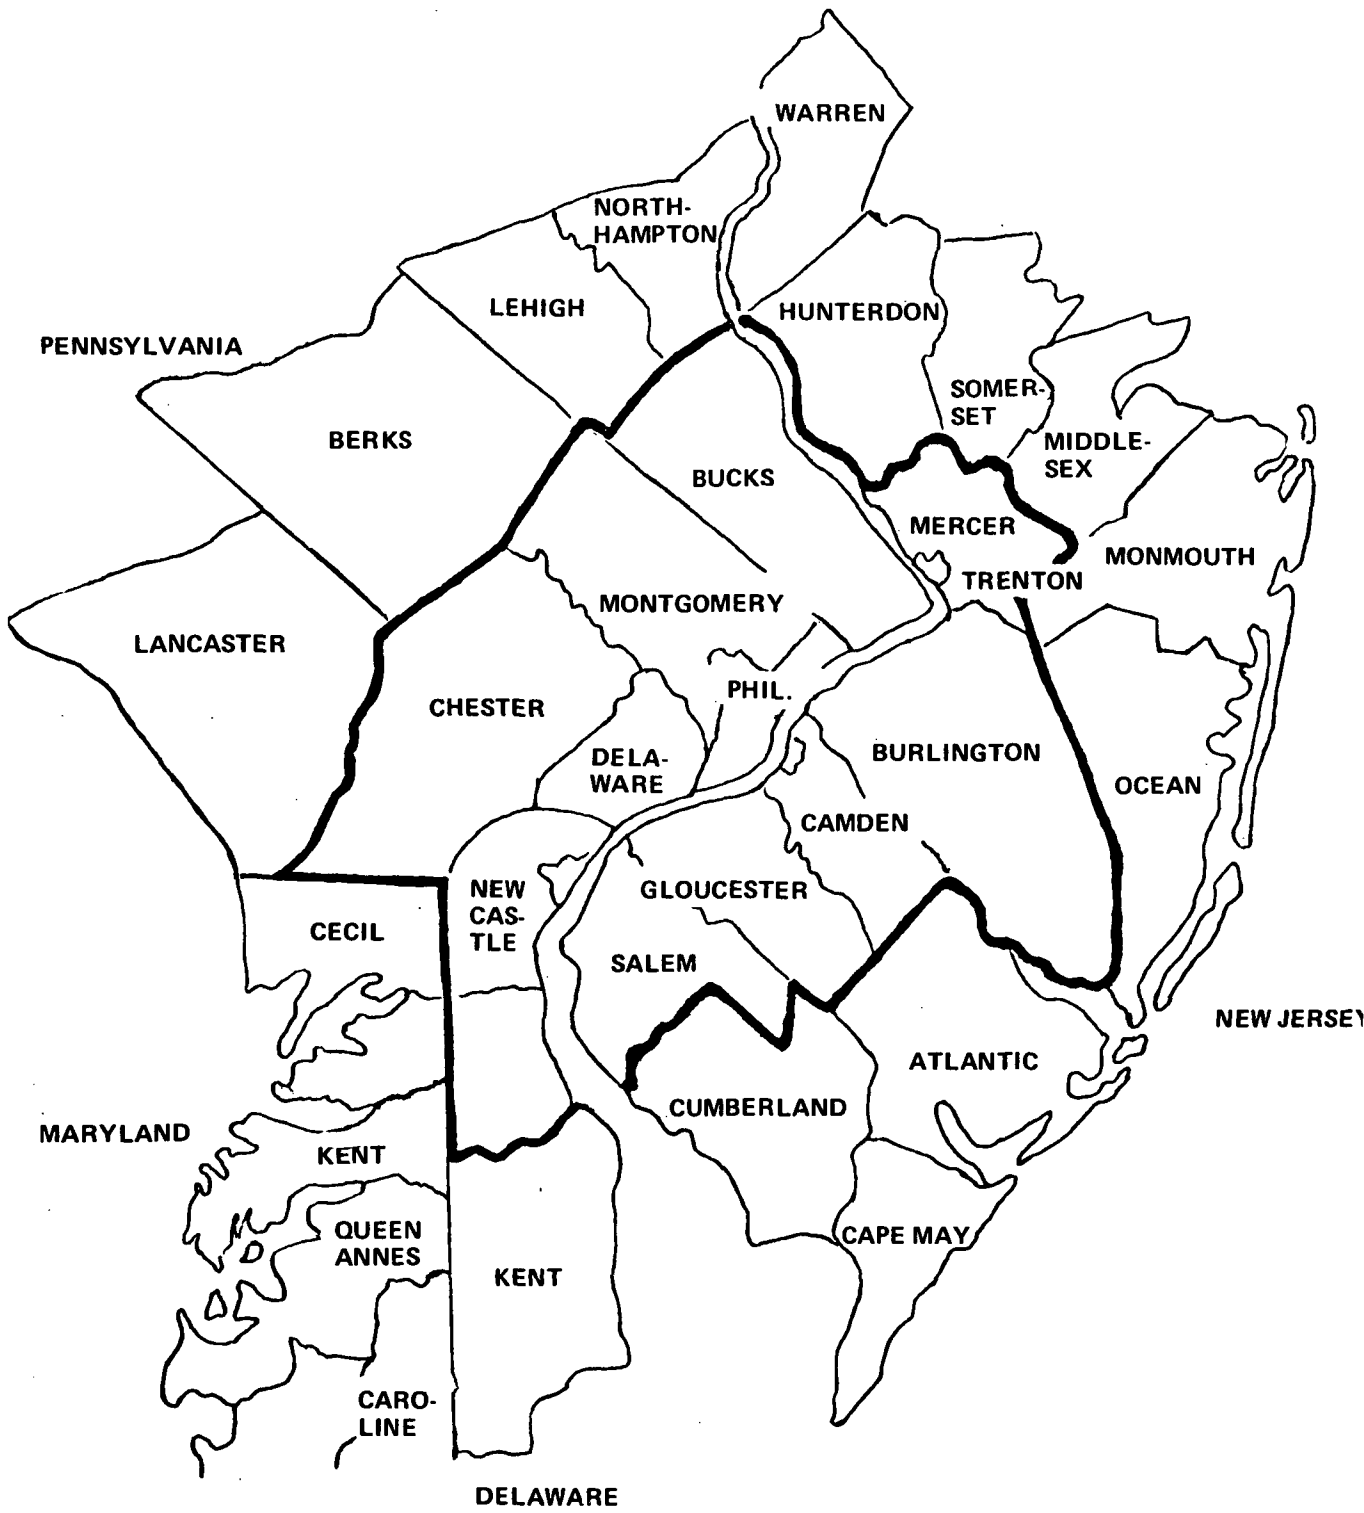 WARREN
NORTH-
HAMPTON
LEHIGH
HUNTERDON
PENNSYLVANIA
SOMER-
SET
BERKS
MIDDLE-
SEX
BUCKS
MERCER
MONMOUTH
TRENTON
MONTGOMERY
LANCASTER
PHIL.
CHESTER
BURLINGTON
DELA-
WARE
OCEAN
CAMDEN
NEW
CAS-
TLE
GLOUCESTER
CECIL
SALEM
NEW JERSEY
ATLANTIC
CUMBERLAND
MARYLAND
KENT
QUEEN
ANNES
CAPE MAY
KENT
CARO-
LINE
DELAWARE